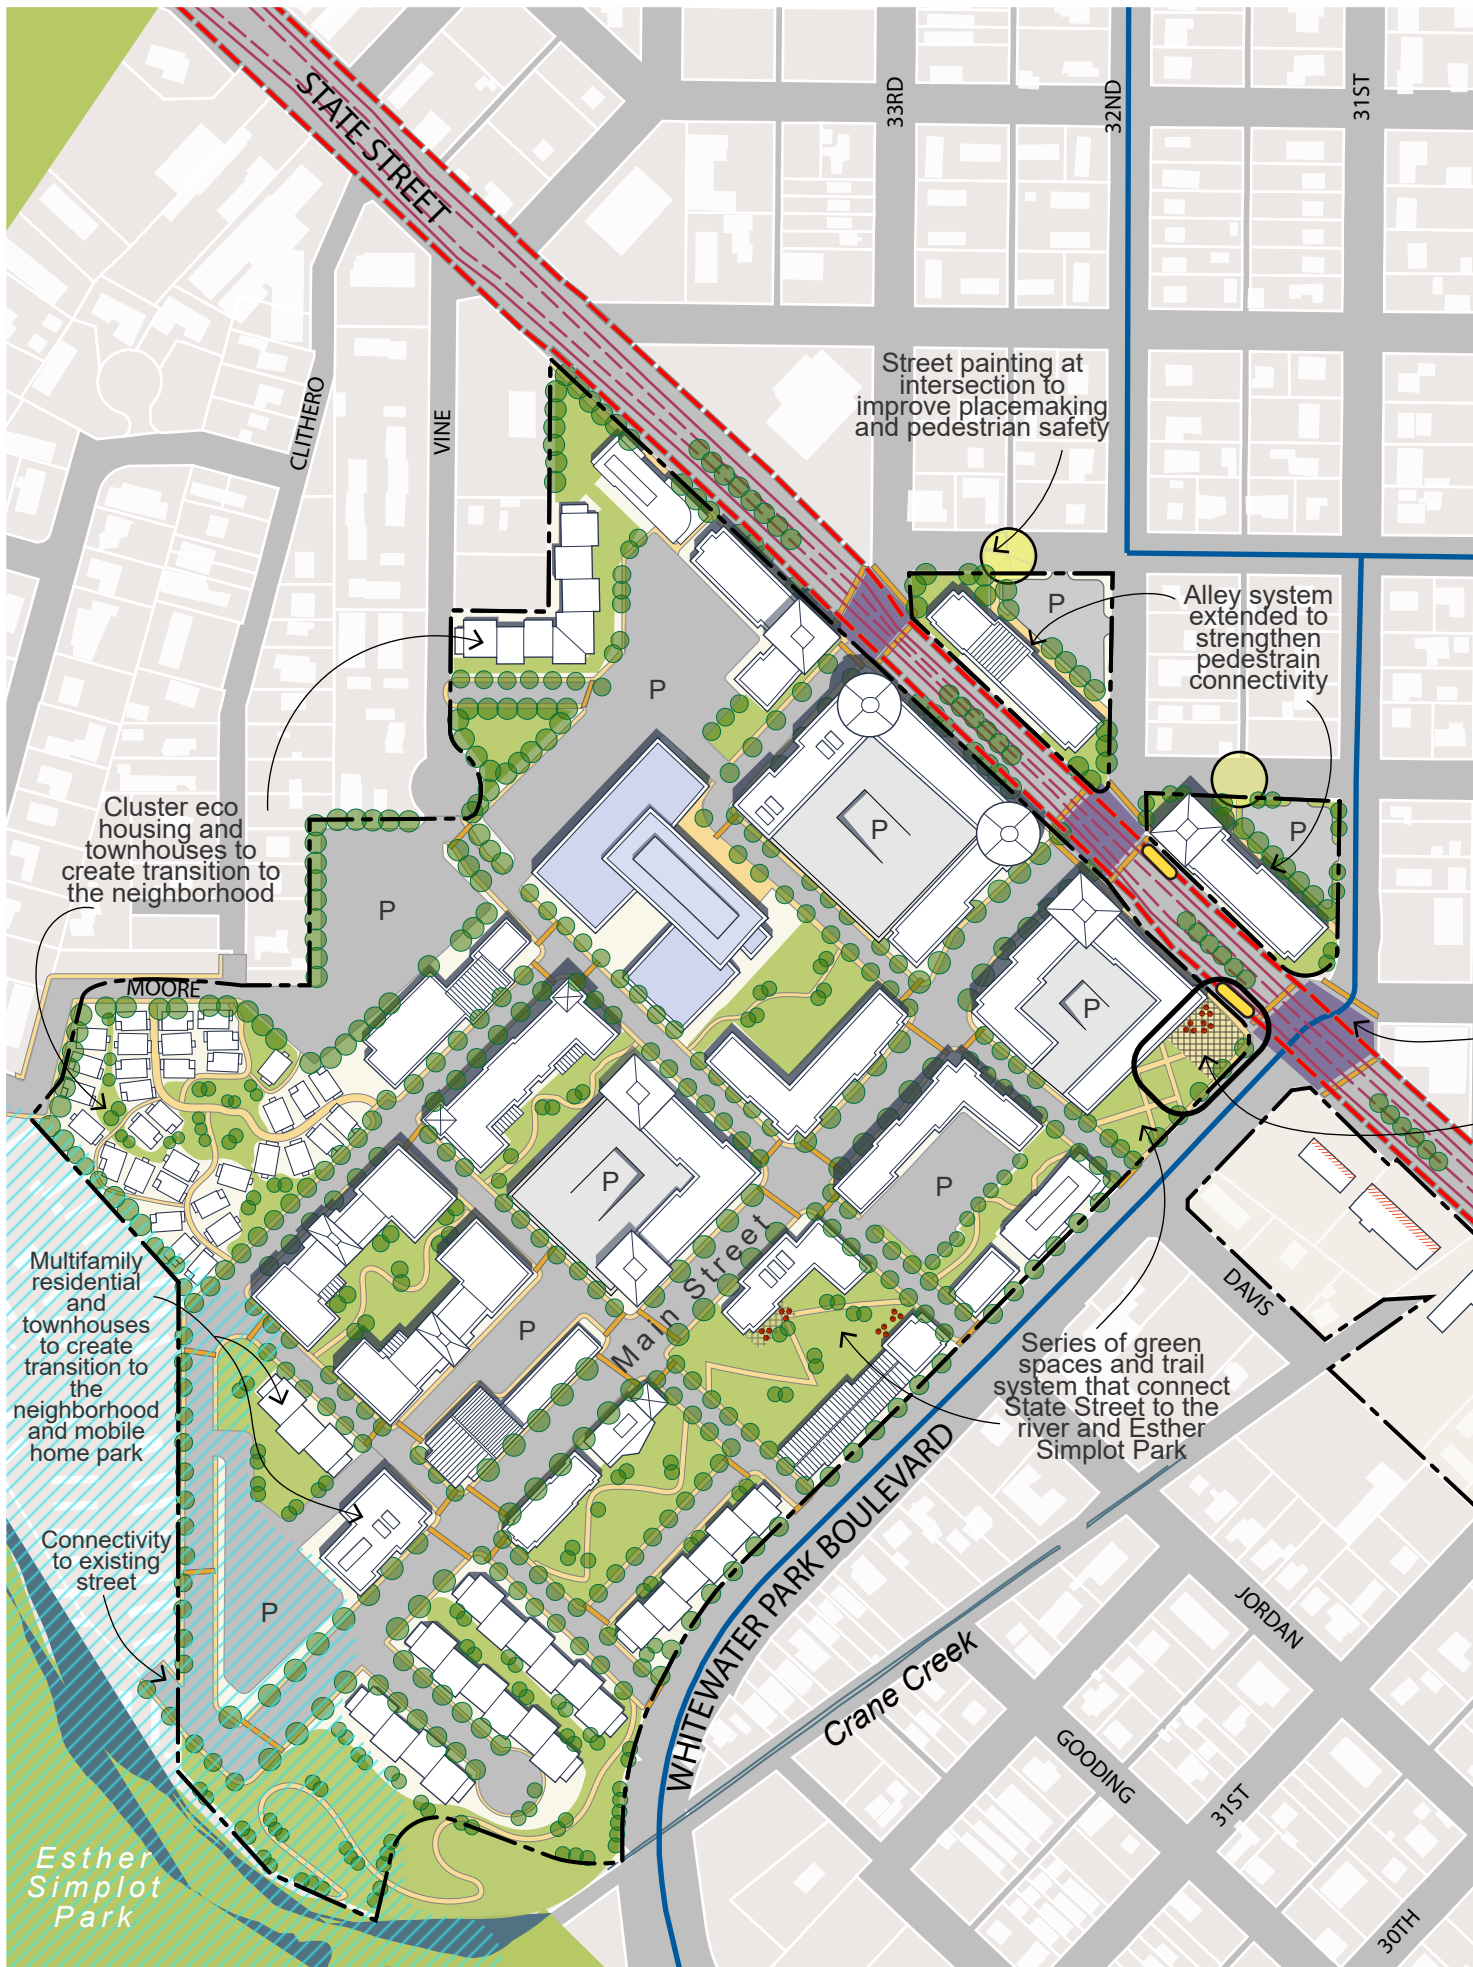 STATE STREET
33RD
32ND
31ST
CLITHERO
VINE
Street painting at
intersection to
improve placemaking
and pedestrian safety
P
Alley system
extended to
strengthen
pedestrain
connectivity
P
P
P
P
Cluster eco
housing and
townhouses to
create transition to
the neighborhood
P
MOORE
P
P
P
Main Street
Multifamily
residential
and
townhouses
to create
transition to
the
neighborhood
and mobile
home park
P
DAVIS
Series of green
spaces and trail
system that connect
State Street to the
river and Esther
Simplot Park
Connectivity
to existing
street
P
WHITEWATER PARK BOULEVARD
Crane Creek
JORDAN
GOODING
31ST
30TH
Esther
Simplot
Park